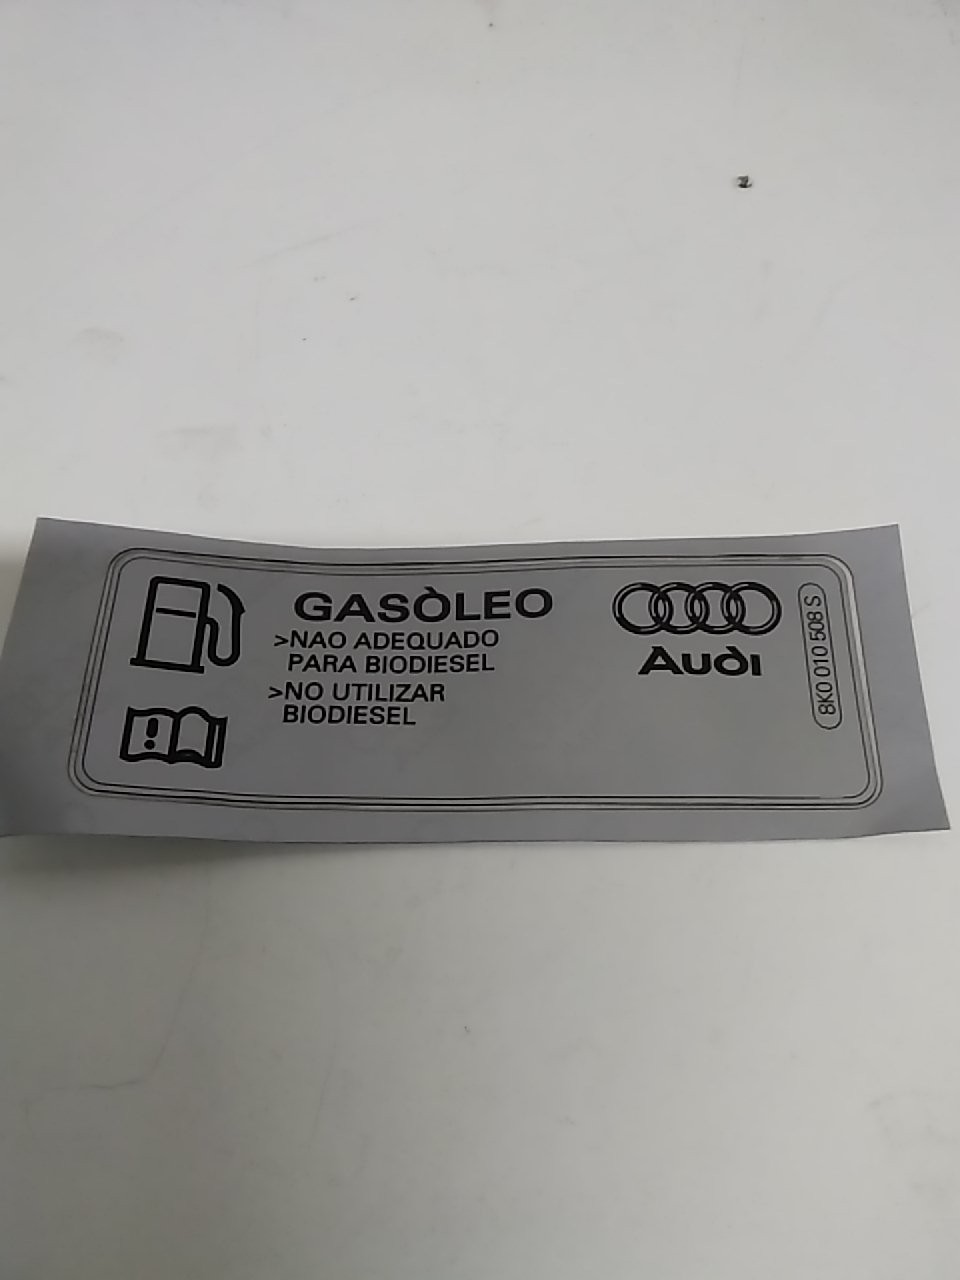 GASÒLEO
>NAO ADEQUADO
PARA BIODIESEL
>NO UTILIZAR
BIODIESEL
Audi
8K0 010 508 S